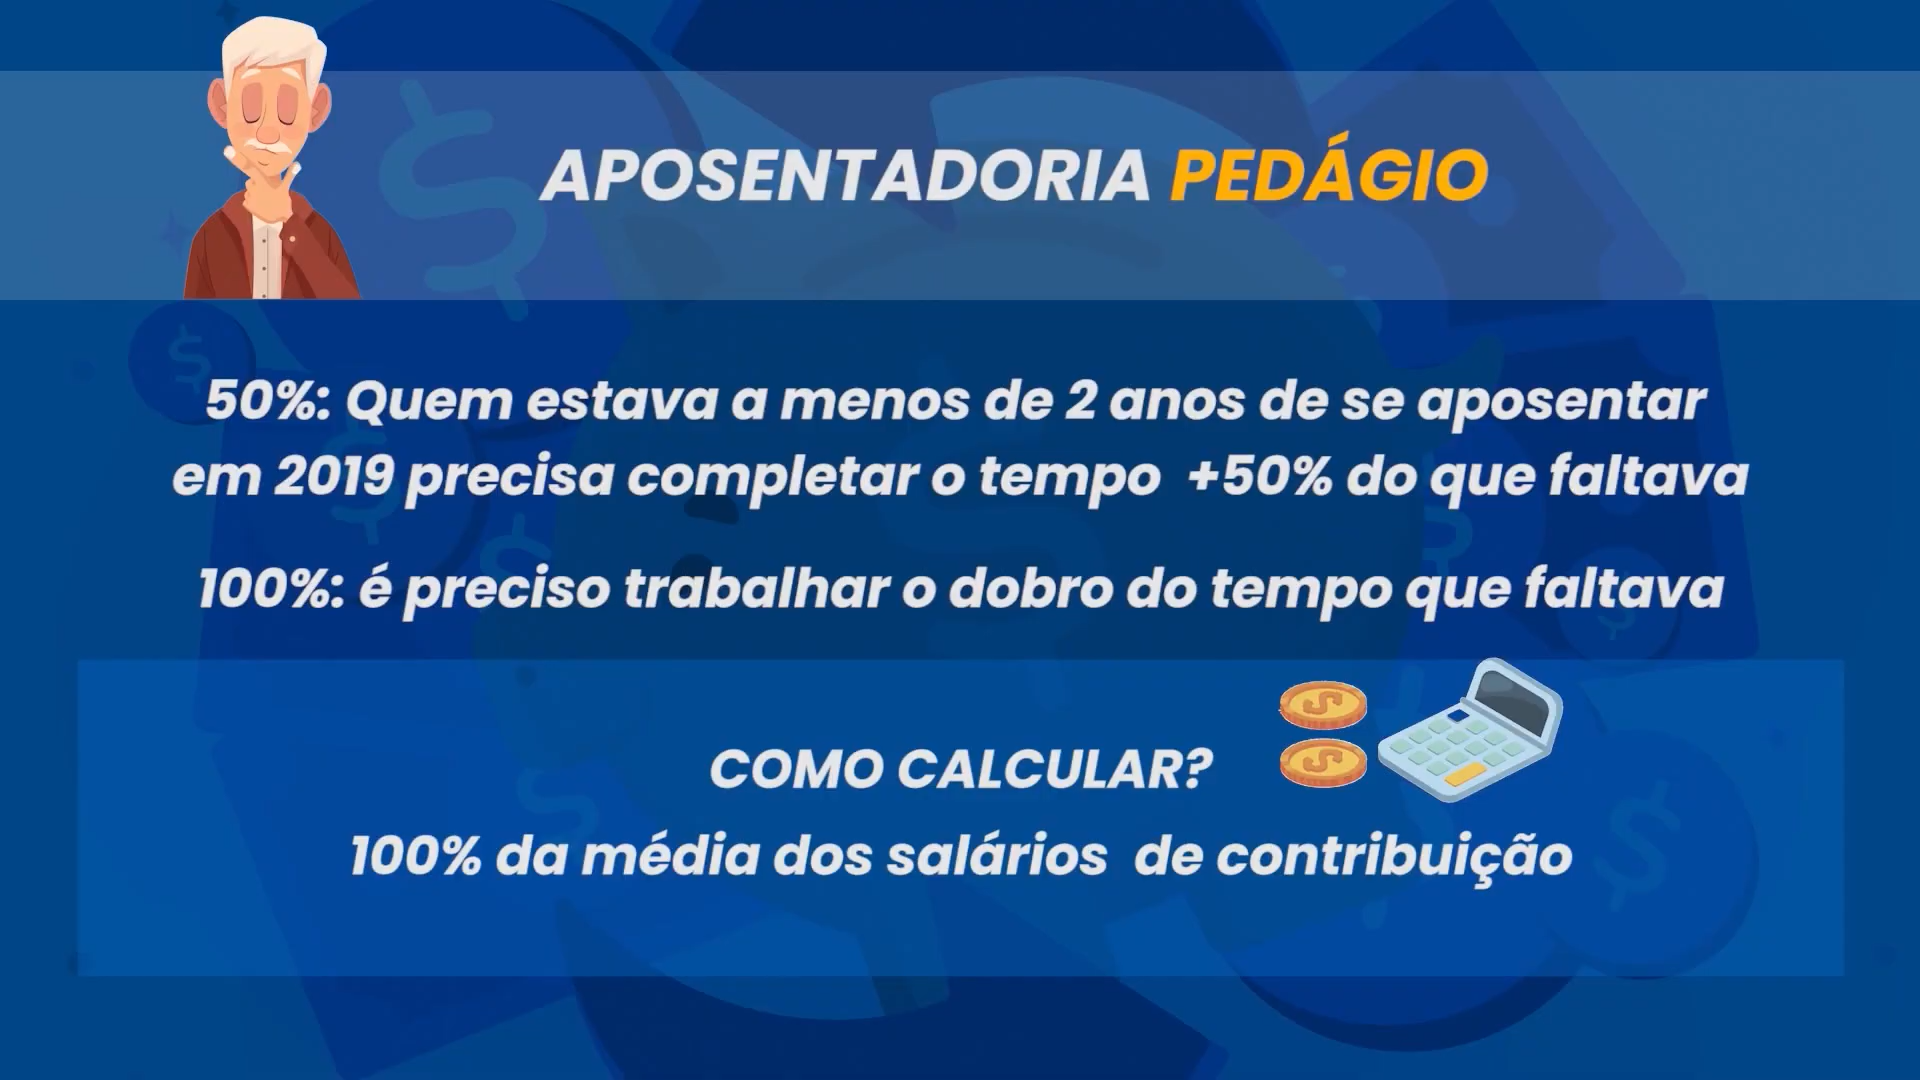 APOSENTADORIA PEDÁGIO
50%: Quem estava a menos de 2 anos de se aposentar
em 2019 precisa completar o tempo +50% do que faltava
100%: é preciso trabalhar o dobro do tempo que faltava
COMO CALCULAR?
100% da média dos salários de contribuição